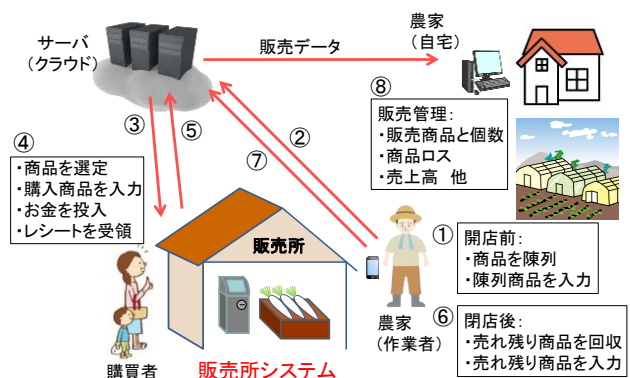 サーバ
(クラウド)
販売データ
農家
(自宅)
⑧
販売管理:
・販売商品と個数
・商品ロス
・売上高 他
③
⑤
②
⑦
④
・商品を選定
・購入商品を入力
・お金を投入
・レシートを受領
販売所
①
開店前:
・商品を陳列
・陳列商品を入力
農家
(作業者)
⑥
閉店後:
・売れ残り商品を回収
・売れ残り商品を入力
購買者
販売所システム